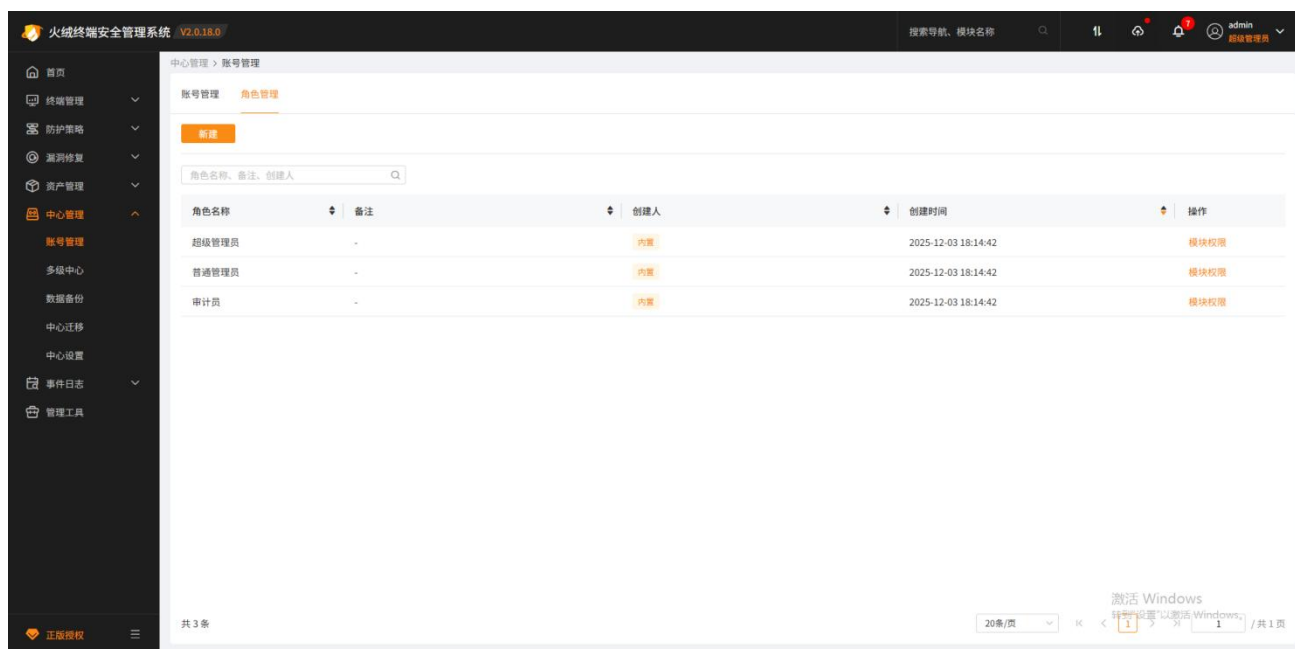 火绒终端安全管理系统 V2.0.18.0 搜索导航、模块名称 7 admin
超级管理员
首页
终端管理
防护策略
漏洞修复
资产管理
中心管理
账号管理
多级中心
数据备份
中心迁移
中心设置
事件日志
管理工具
正版授权
中心管理 > 账号管理
账号管理 角色管理
新建
角色名称、备注、创建人
角色名称 备注 创建人 创建时间 操作
超级管理员 - 内置 2025-12-03 18:14:42 模块权限
普通管理员 - 内置 2025-12-03 18:14:42 模块权限
审计员 - 内置 2025-12-03 18:14:42 模块权限
激活 Windows
转到"设置"以激活 Windows。
共 3 条 20条/页 1 1 / 共 1 页